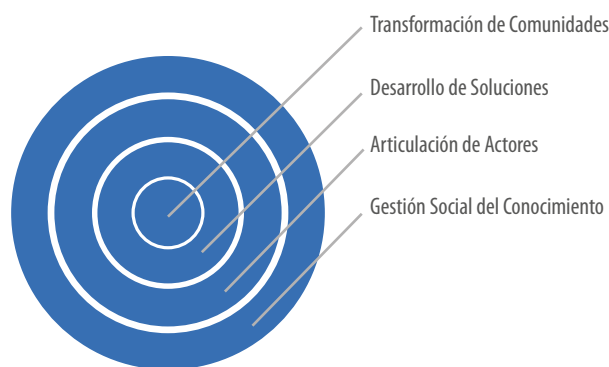 Transformación de Comunidades
Desarrollo de Soluciones
Articulación de Actores
Gestión Social del Conocimiento